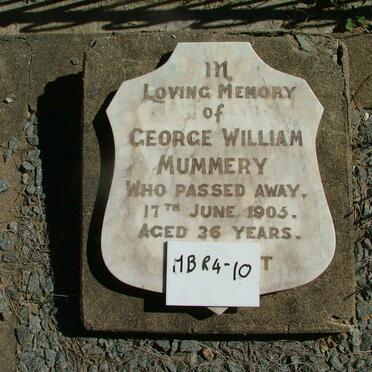 In
Loving Memory
of
George William
Mummery
Who passed away,
17th June 1905.
Aged 36 years.
MBR4-10